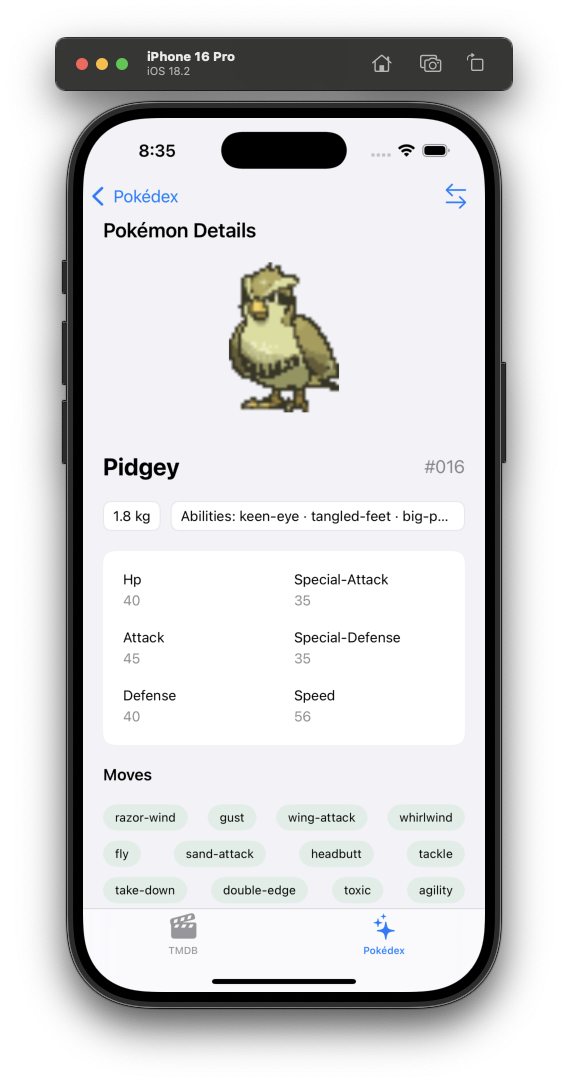 iPhone 16 Pro
iOS 18.2
8:35
Pokédex
Pokémon Details
Pidgey #016
1.8 kg Abilities: keen-eye · tangled-feet · big-p...
Hp Special-Attack
40 35
Attack Special-Defense
45 35
Defense Speed
40 56
Moves
razor-wind gust wing-attack whirlwind
fly sand-attack headbutt tackle
take-down double-edge toxic agility
TMDB Pokédex